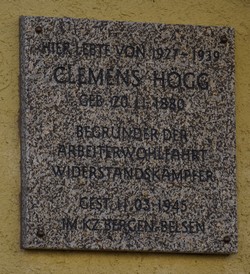 HIER LEBTE VON 1927 - 1939
CLEMENS HÖGG
GEB. 20. 11. 1880
BEGRÜNDER DER
ARBEITERWOHLFAHRT
WIDERSTANDSKÄMPFER
GEST. 11. 03. 1945
IM KZ BERGEN-BELSEN